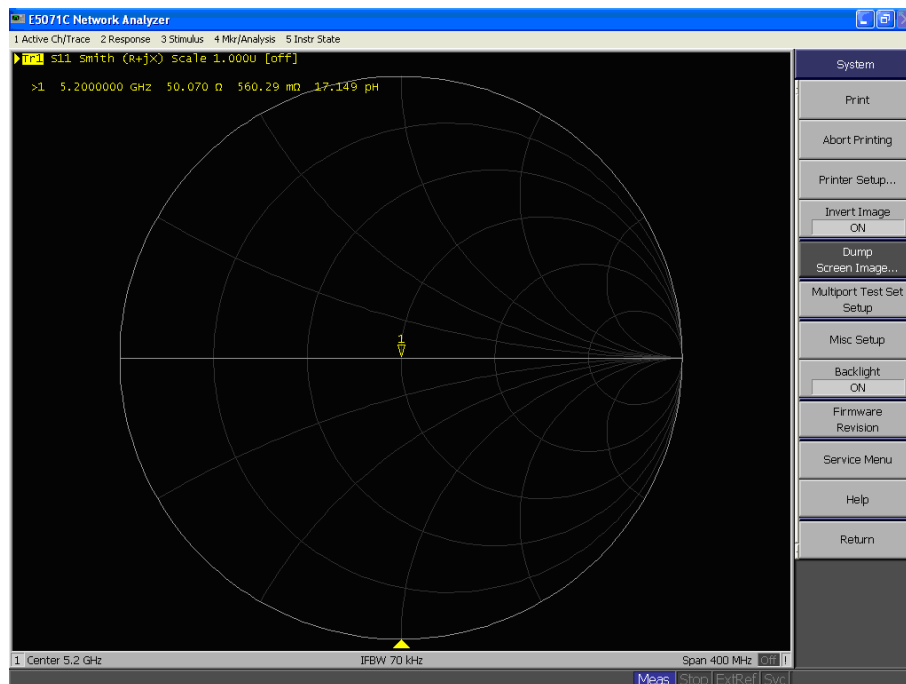 E5071C Network Analyzer
1 Active Ch/Trace 2 Response 3 Stimulus 4 Mkr/Analysis 5 Instr State
Tr1 S11 Smith (R+jX) Scale 1.000U [off]
>1 5.2000000 GHz 50.070 Ω 560.29 mΩ 17.149 pH
1
System
Print
Abort Printing
Printer Setup...
Invert Image
ON
Dump
Screen Image...
Multiport Test Set
Setup
Misc Setup
Backlight
ON
Firmware
Revision
Service Menu
Help
Return
1 Center 5.2 GHz IFBW 70 kHz Span 400 MHz Off !
Meas Stop ExtRef Svc